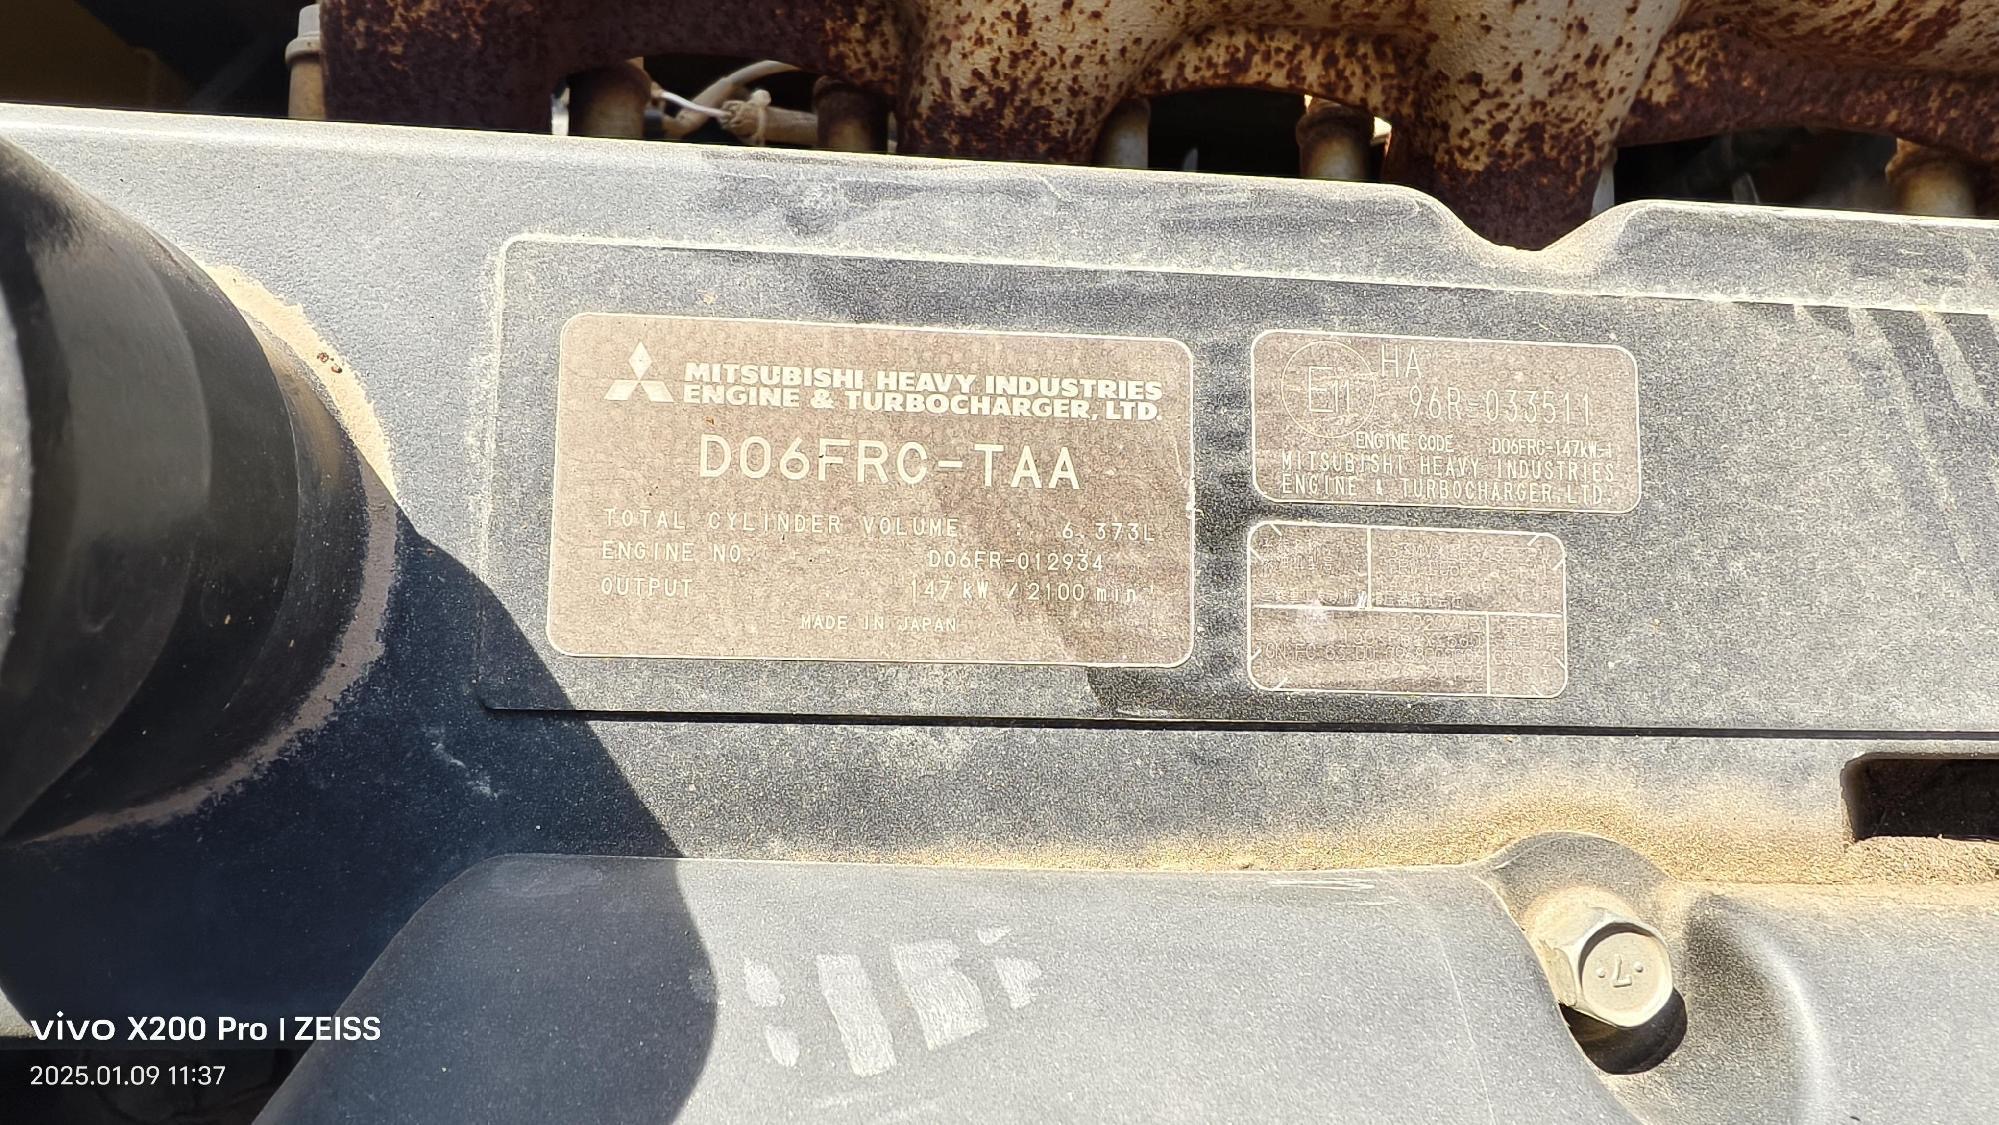 MITSUBISHI HEAVY INDUSTRIES
ENGINE & TURBOCHARGER, LTD.
D06FRC-TAA
TOTAL CYLINDER VOLUME : 6.373L
ENGINE NO. D06FR-012934
OUTPUT 147 kW / 2100 min⁻¹
MADE IN JAPAN
E11 HA
96R-033511
ENGINE CODE D06FRC-147kW-1
MITSUBISHI HEAVY INDUSTRIES
ENGINE & TURBOCHARGER, LTD.
7
vivo X200 Pro | ZEISS
2025.01.09 11:37